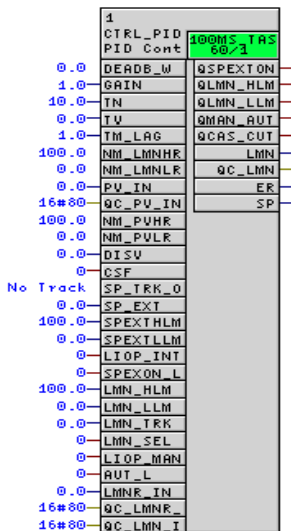 1
CTRL_PID
PID Cont
100MS_TAS
60/1
0.0 DEADB_W QSPEXTON
1.0 GAIN QLMN_HLM
10.0 TN QLMN_LLM
0.0 TV QMAN_AUT
1.0 TM_LAG QCAS_CUT
100.0 NM_LMNHR LMN
0.0 NM_LMNLR QC_LMN
0.0 PV_IN ER
16#80 QC_PV_IN SP
100.0 NM_PVHR
0.0 NM_PVLR
0.0 DISV
0 CSF
No Track SP_TRK_O
0.0 SP_EXT
100.0 SPEXTHLM
0.0 SPEXTLLM
0 LIOP_INT
0 SPEXON_L
100.0 LMN_HLM
0.0 LMN_LLM
0.0 LMN_TRK
0 LMN_SEL
0 LIOP_MAN
0 AUT_L
0.0 LMNR_IN
16#80 QC_LMNR_
16#80 QC_LMN_I